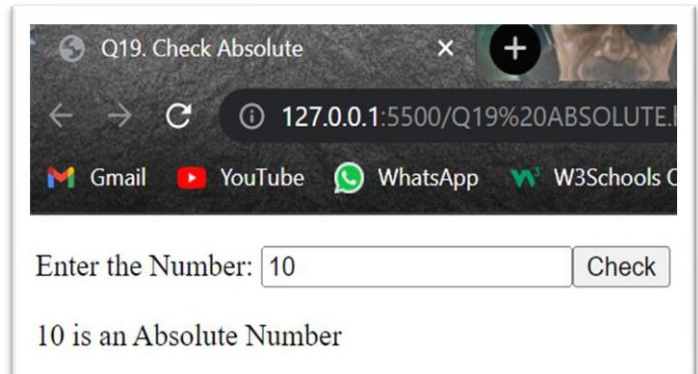 Q19. Check Absolute
127.0.0.1:5500/Q19%20ABSOLUTE.
Gmail YouTube WhatsApp W3Schools
Enter the Number: 10 Check
10 is an Absolute Number